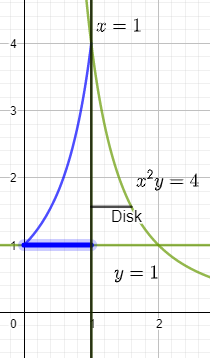 x = 1
4
3
2
x²y = 4
Disk
1
y = 1
0
1
2